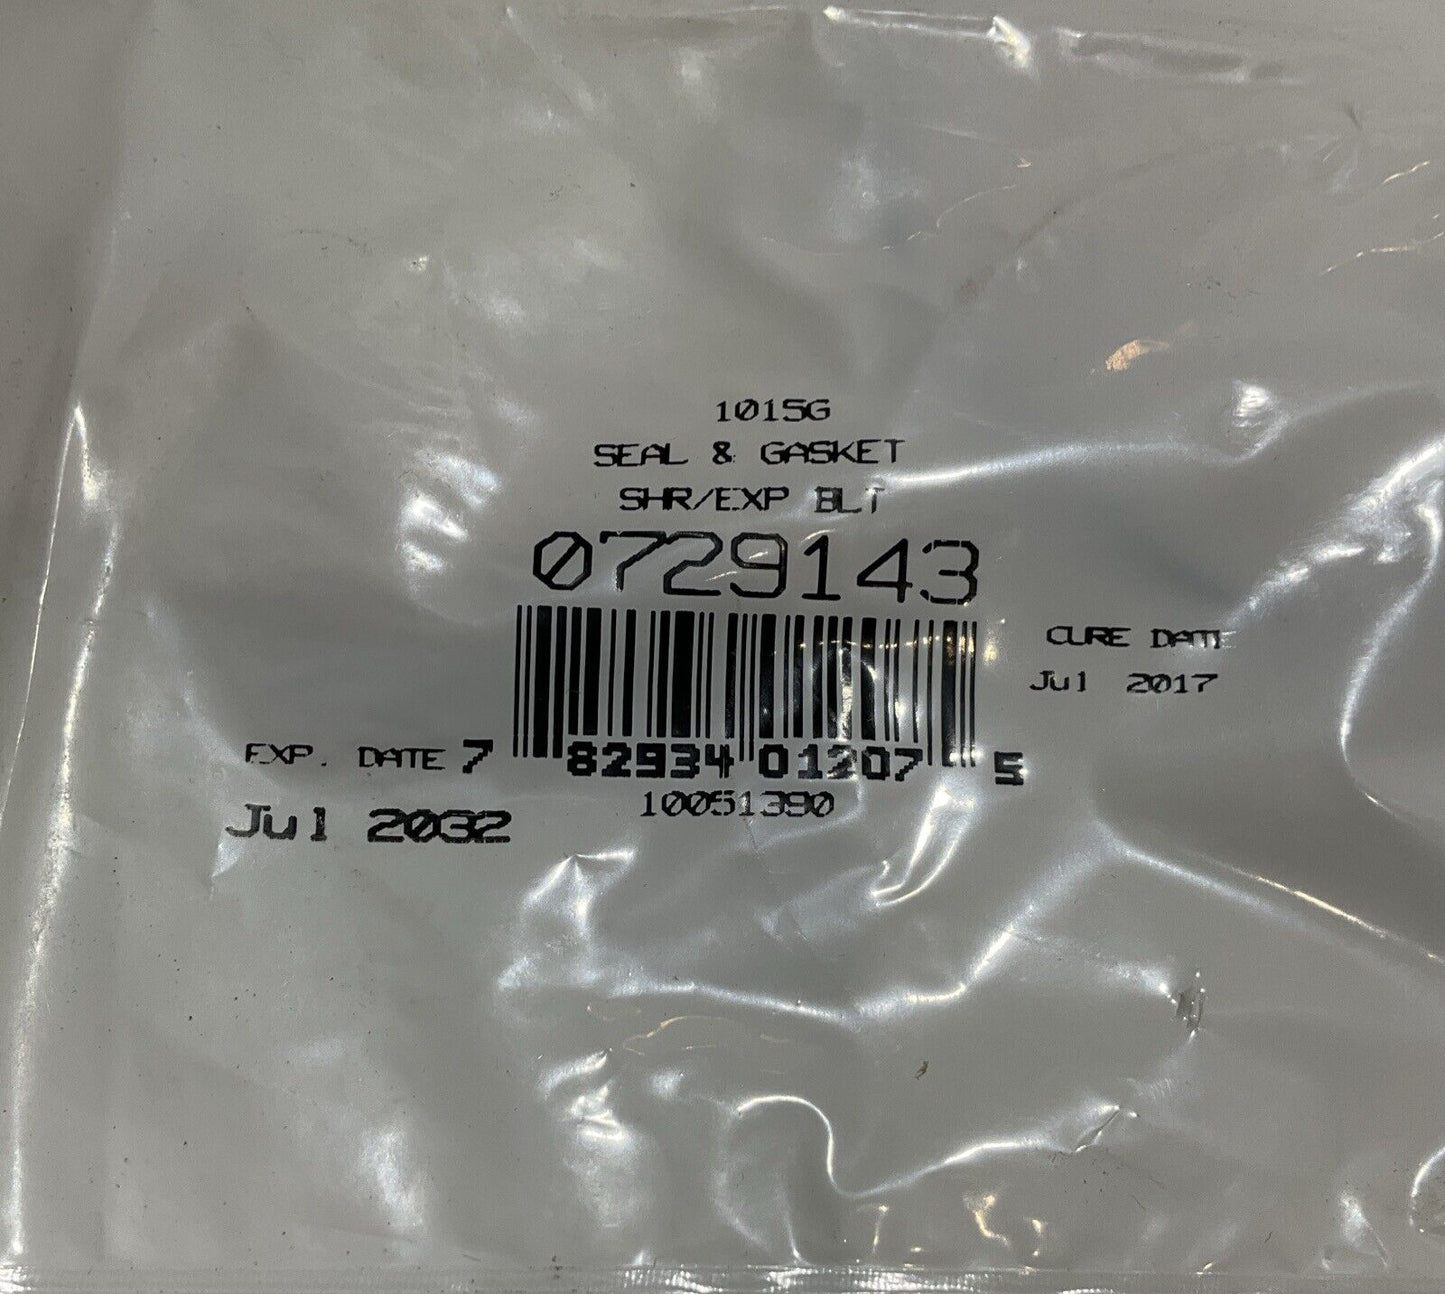 1015G
SEAL & GASKET
SHR/EXP BLT
0729143
CURE DATE
Jul 2017
EXP. DATE
7 82934 01207 5
Jul 2032
10051390